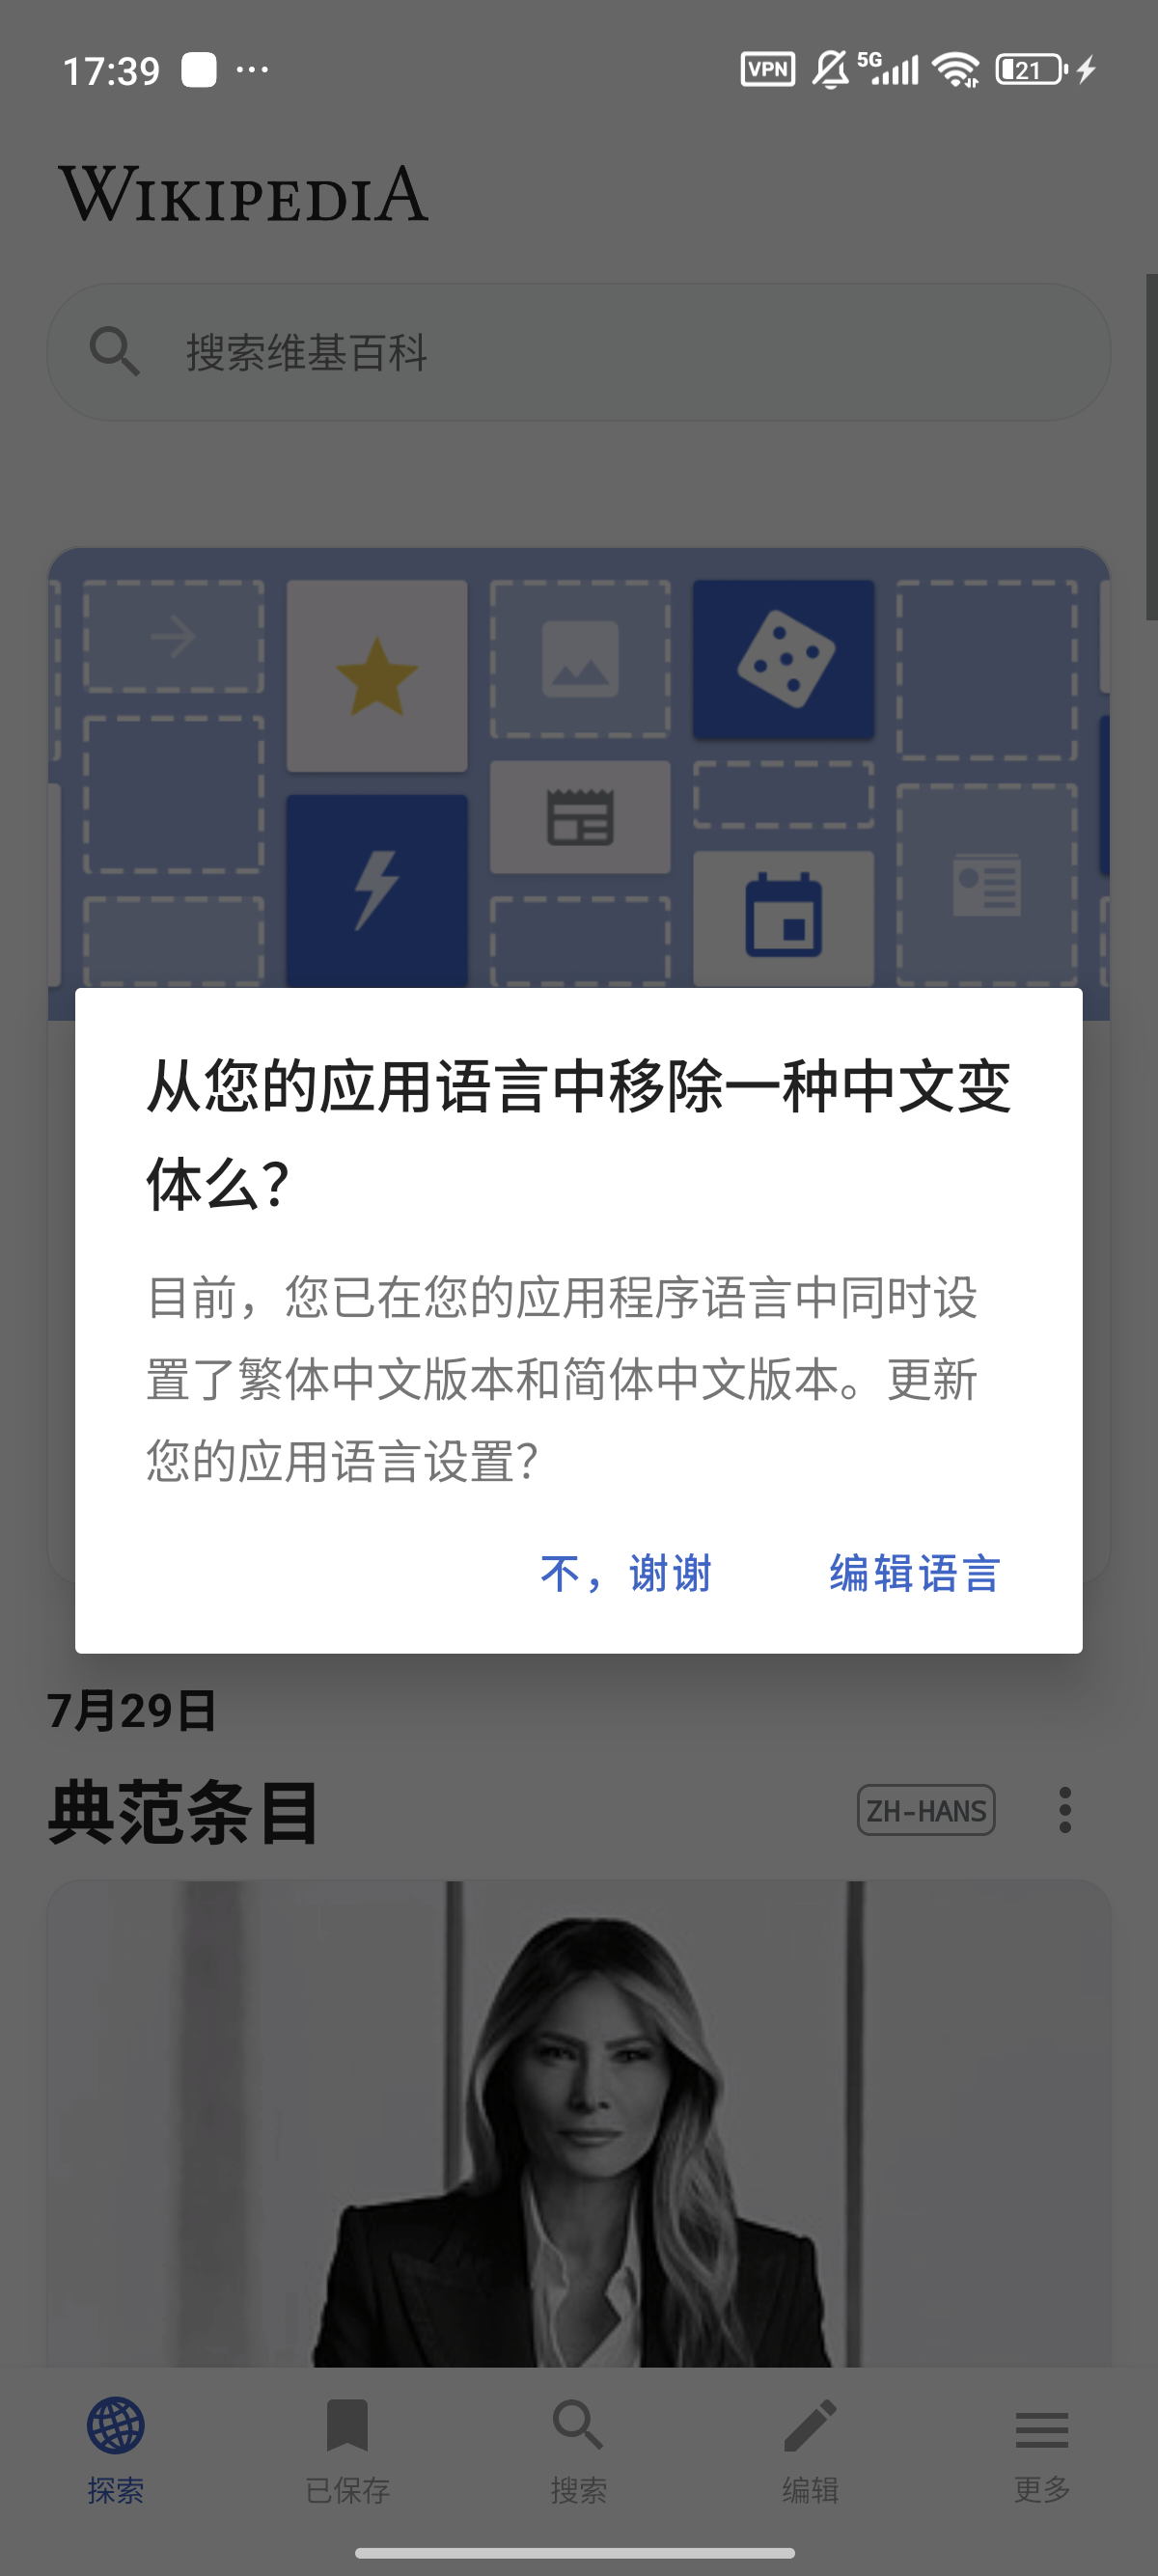 17:39
VPN 5G 21
WIKIPEDIA
搜索维基百科
从您的应用语言中移除一种中文变
体么?
目前，您已在您的应用程序语言中同时设
置了繁体中文版本和简体中文版本。更新
您的应用语言设置?
不，谢谢 编辑语言
7月29日
典范条目 ZH-HANS
探索 已保存 搜索 编辑 更多